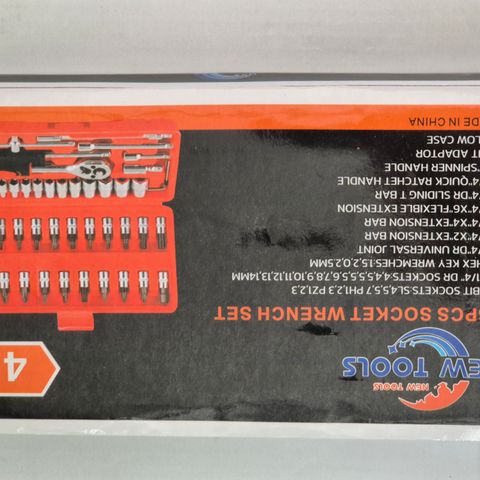 NEW TOOLS
EW TOOLS
4
PCS SOCKET WRENCH SET
BIT SOCKETS:SL4,5.5,7 PH1,2,3 PZ1,2,3
1/4" DR SOCKETS:4,4.5,5,5.5,6,7,8,9,10,11,12,13,14MM
HEX KEY WREMCHES:1.5,2,0,2.5MM
/4"DR UNIVERSAL JOINT
/4"X2"EXTENSION BAR
/4"X4"EXTENSION BAR
4"X6"FLEXIBLE EXTENSION
/4"DR SLIDING T BAR
/4"QUICK RATCHET HANDLE
"SPINNER HANDLE
IT ADAPTOR
LOW CASE
DE IN CHINA